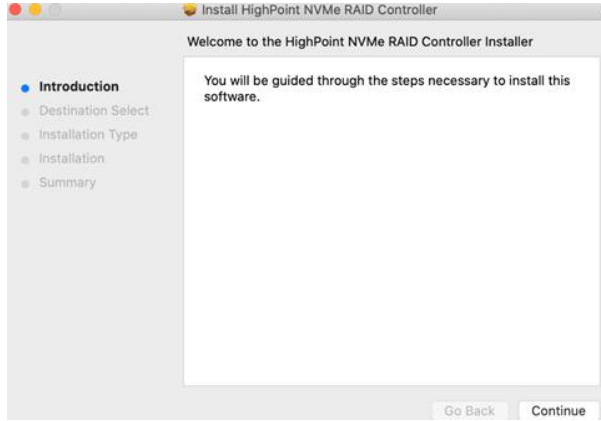 Install HighPoint NVMe RAID Controller
Welcome to the HighPoint NVMe RAID Controller Installer
Introduction
Destination Select
Installation Type
Installation
Summary
You will be guided through the steps necessary to install this
software.
Go Back
Continue